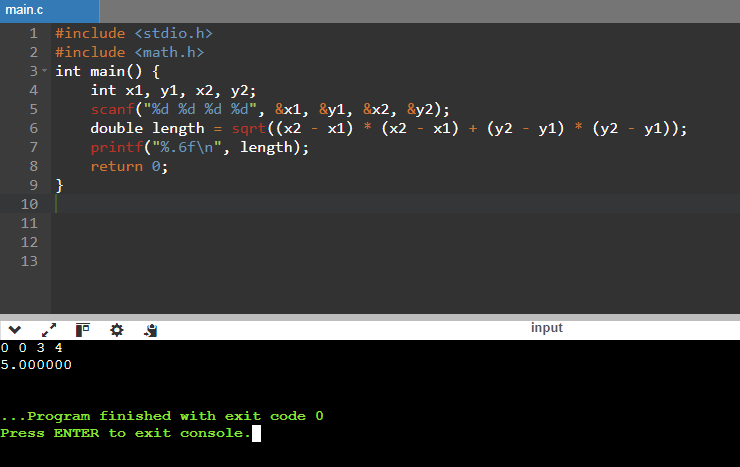 main.c
1 #include <stdio.h>
2 #include <math.h>
3 int main() {
4     int x1, y1, x2, y2;
5     scanf("%d %d %d %d", &x1, &y1, &x2, &y2);
6     double length = sqrt((x2 - x1) * (x2 - x1) + (y2 - y1) * (y2 - y1));
7     printf("%.6f\n", length);
8     return 0;
9 }
10
11
12
13
input
0 0 3 4
5.000000
...Program finished with exit code 0
Press ENTER to exit console.